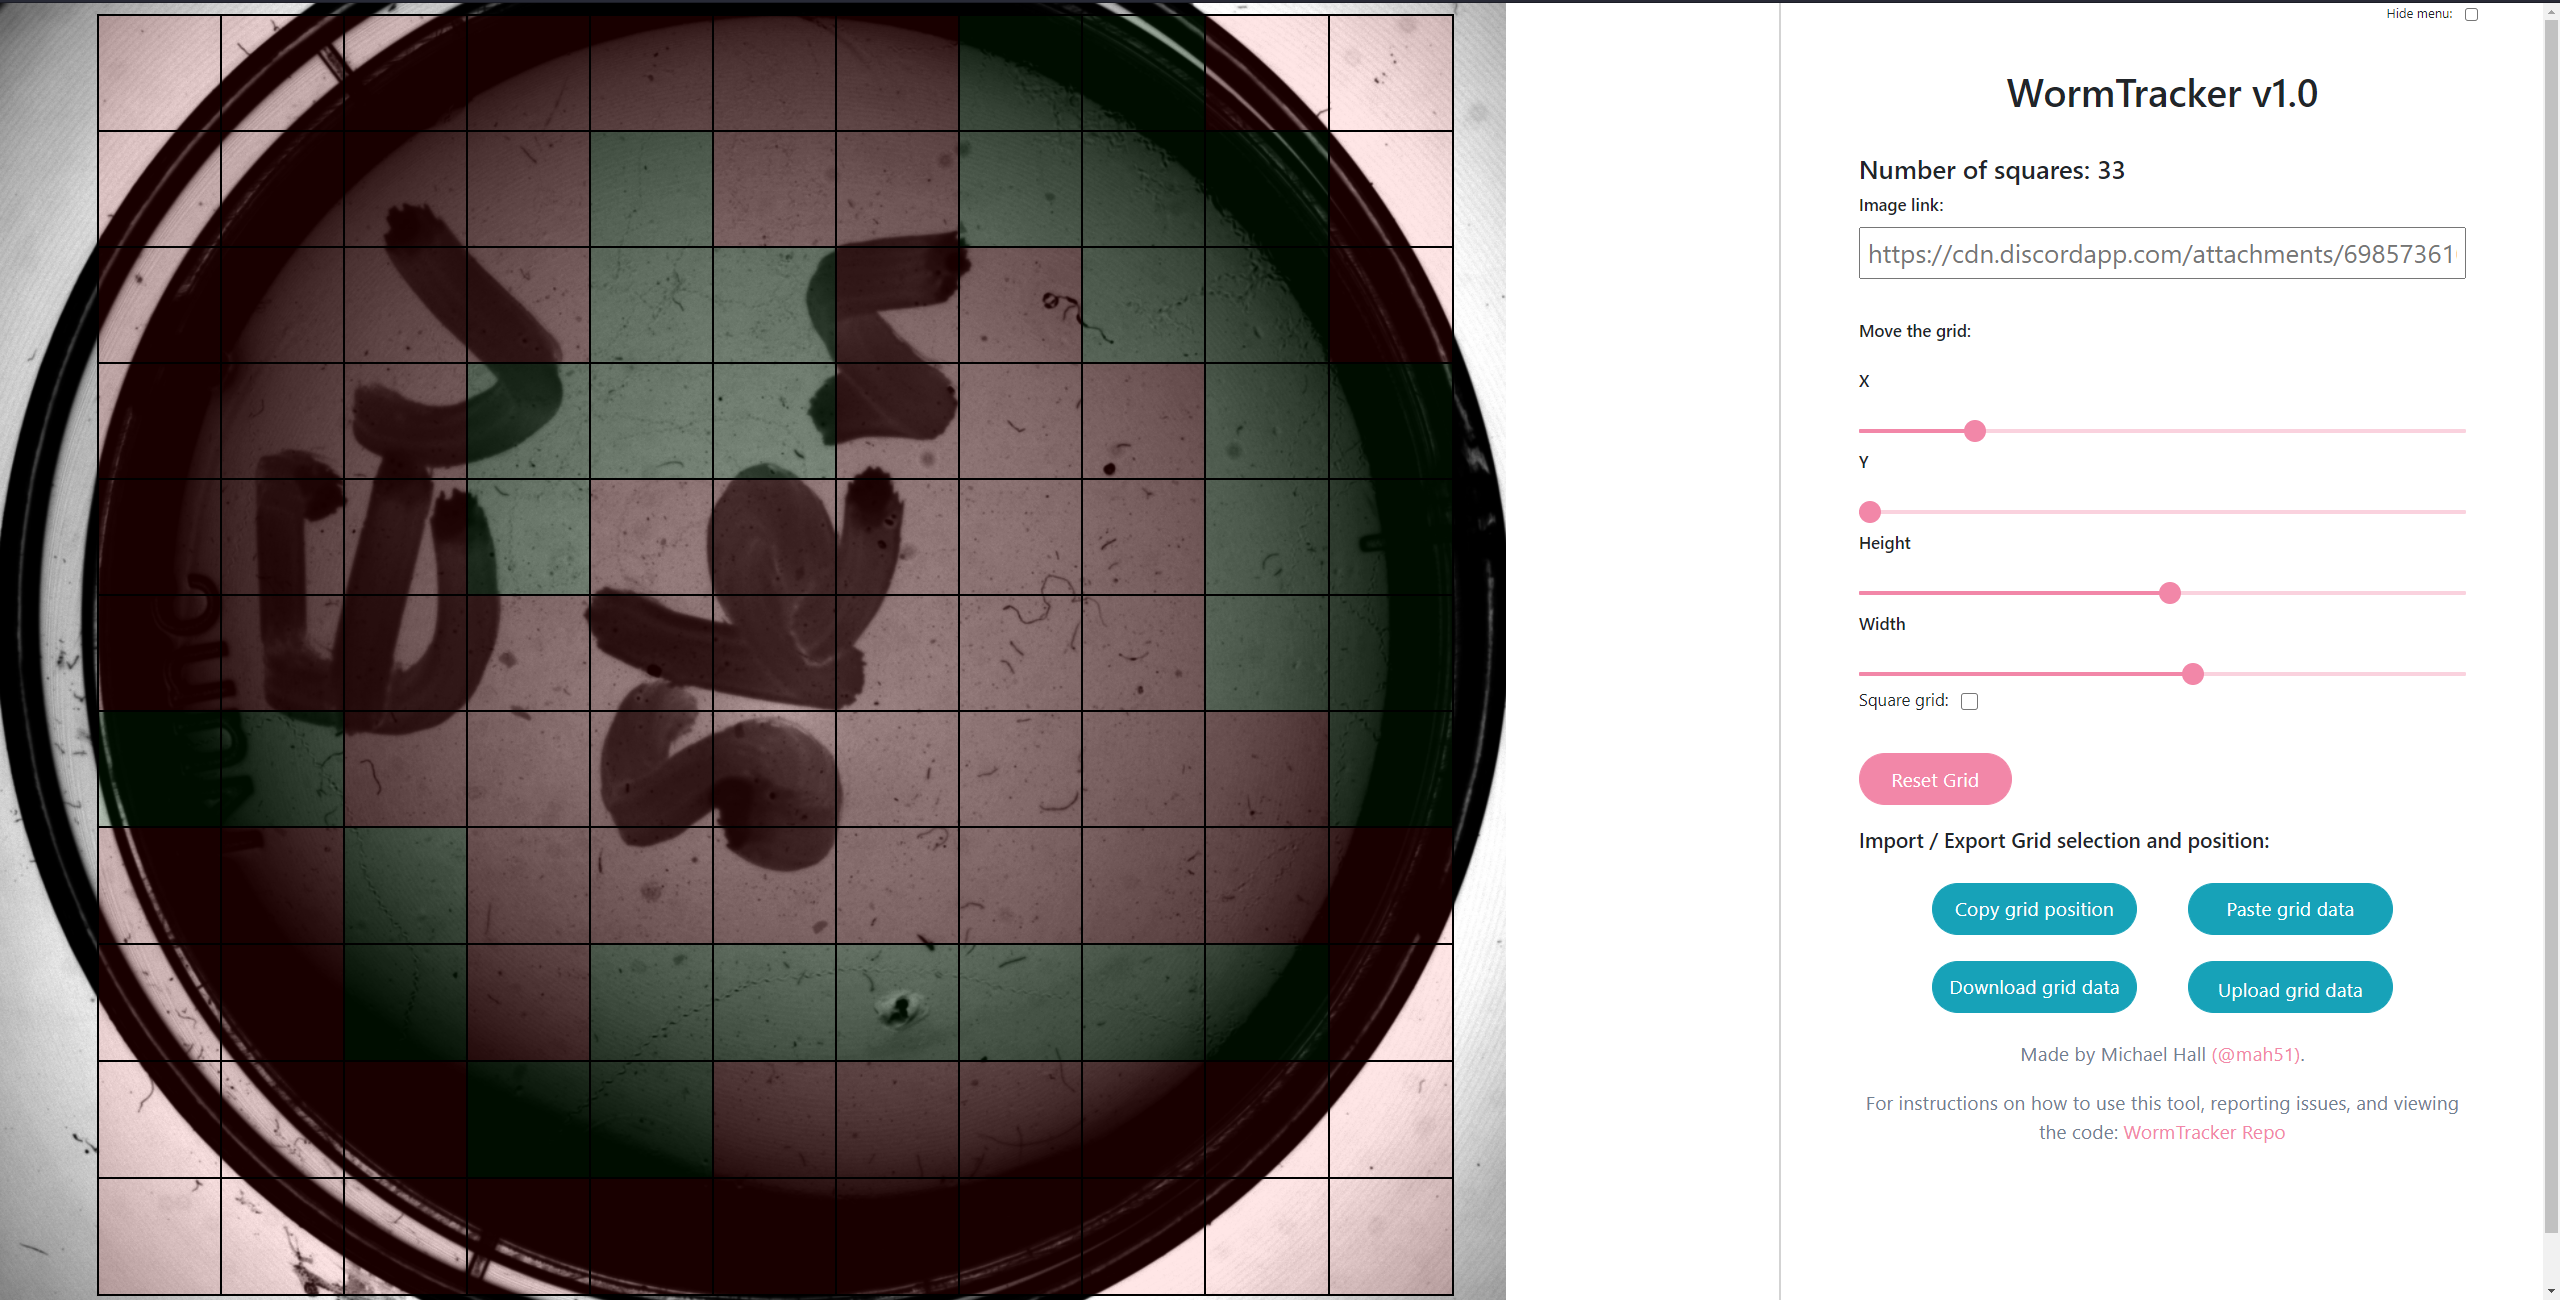 Hide menu:
WormTracker v1.0
Number of squares: 33
Image link:
https://cdn.discordapp.com/attachments/69857361
Move the grid:
X
Y
Height
Width
Square grid:
Reset Grid
Import / Export Grid selection and position:
Copy grid position
Paste grid data
Download grid data
Upload grid data
Made by Michael Hall (@mah51).
For instructions on how to use this tool, reporting issues, and viewing
the code: WormTracker Repo